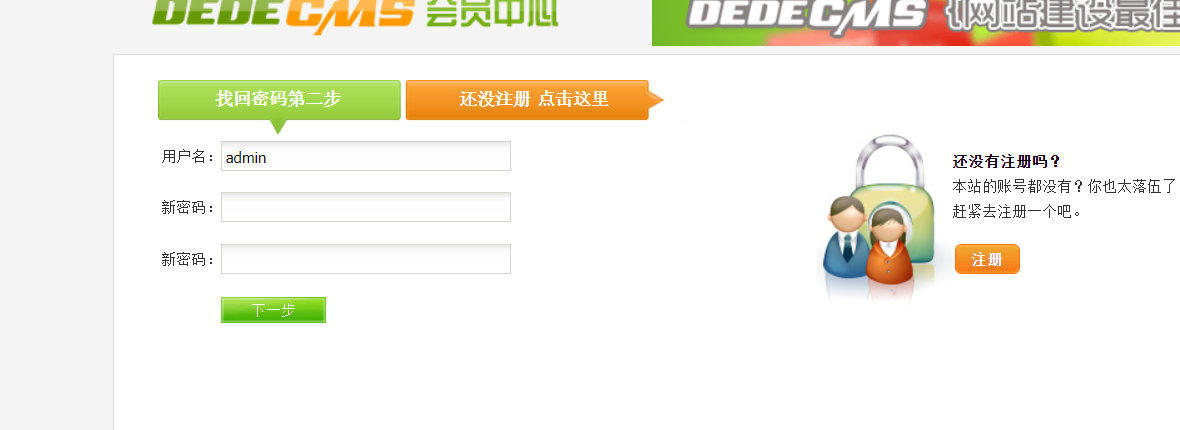 DEDECMS 会员中心
DEDECMS 网站建设最佳
找回密码第二步
还没注册 点击这里
用户名：admin
新密码：
新密码：
下一步
还没有注册吗？
本站的账号都没有？你也太落伍了
赶紧去注册一个吧。
注册